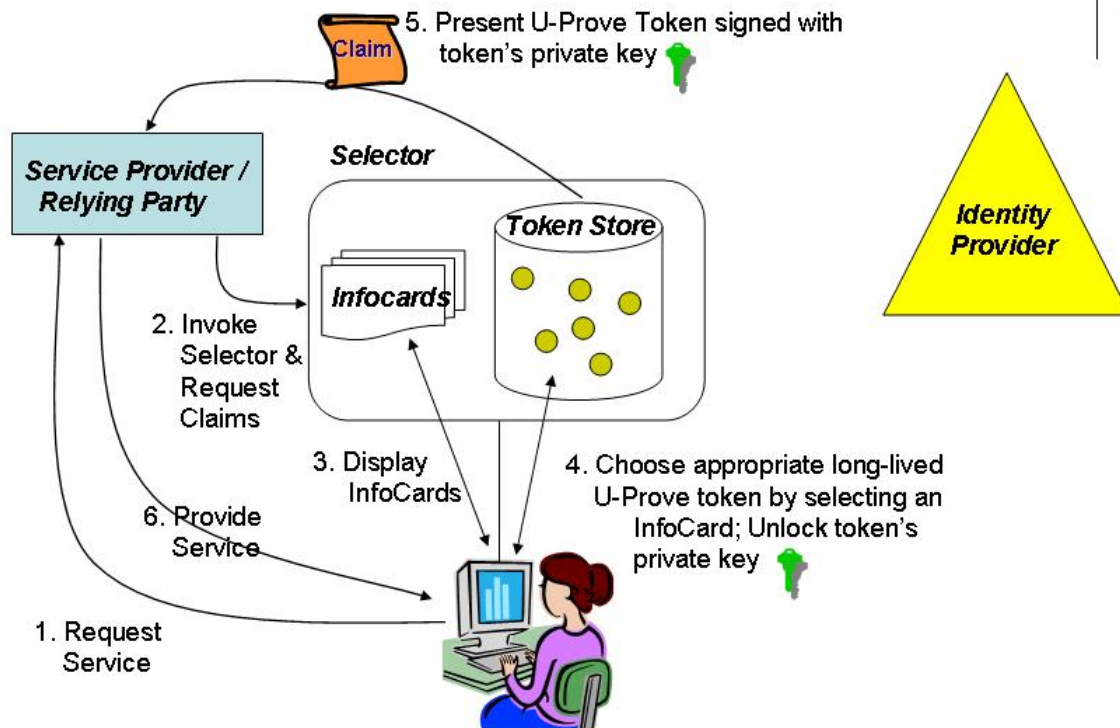 5. Present U-Prove Token signed with
token's private key
Claim
Service Provider /
Relying Party
Selector
Token Store
Infocards
Identity
Provider
2. Invoke
Selector &
Request
Claims
3. Display
InfoCards
4. Choose appropriate long-lived
U-Prove token by selecting an
InfoCard; Unlock token's
private key
6. Provide
Service
1. Request
Service